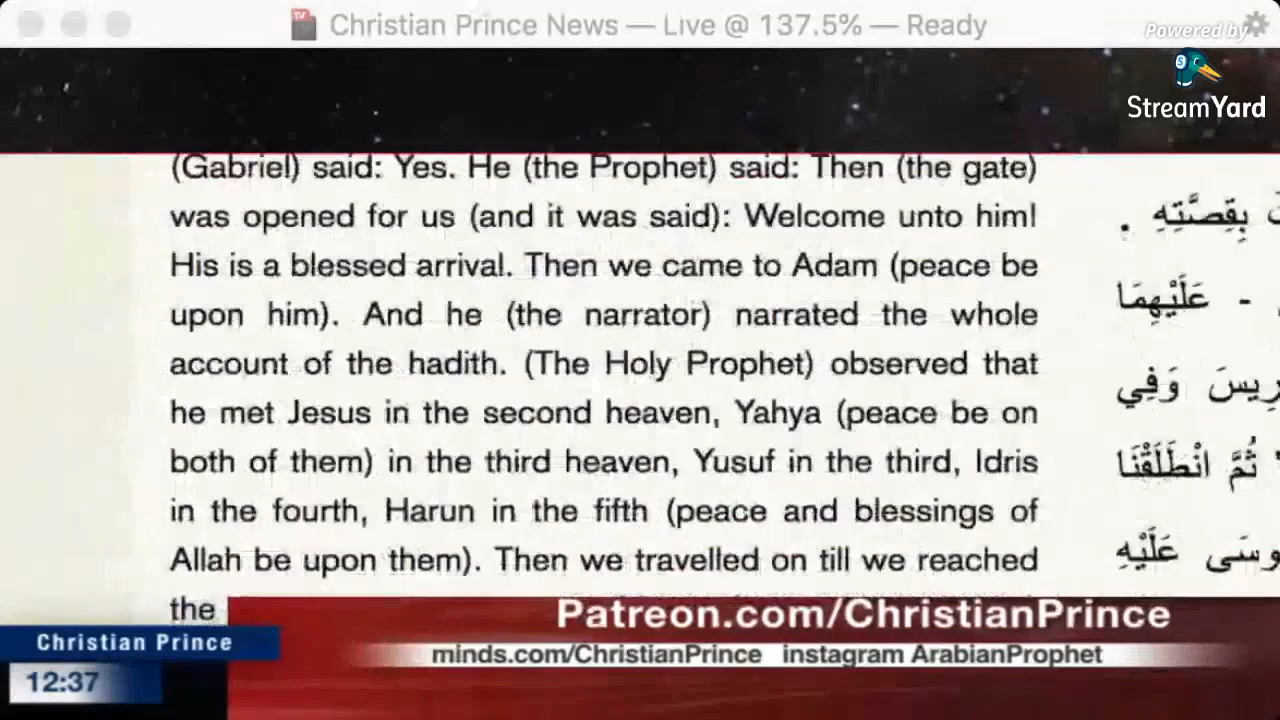 Christian Prince News — Live @ 137.5% — Ready
Powered by
StreamYard
(Gabriel) said: Yes. He (the Prophet) said: Then (the gate)
was opened for us (and it was said): Welcome unto him!
His is a blessed arrival. Then we came to Adam (peace be
upon him). And he (the narrator) narrated the whole
account of the hadith. (The Holy Prophet) observed that
he met Jesus in the second heaven, Yahya (peace be on
both of them) in the third heaven, Yusuf in the third, Idris
in the fourth, Harun in the fifth (peace and blessings of
Allah be upon them). Then we travelled on till we reached
the
بِقِصَّتِهِ .
- عَلَيْهِمَا
وَفِي
ثُمَّ انْطَلَقْنَا
عَلَيْهِ
Patreon.com/ChristianPrince
minds.com/ChristianPrince instagram ArabianProphet
Christian Prince
12:37